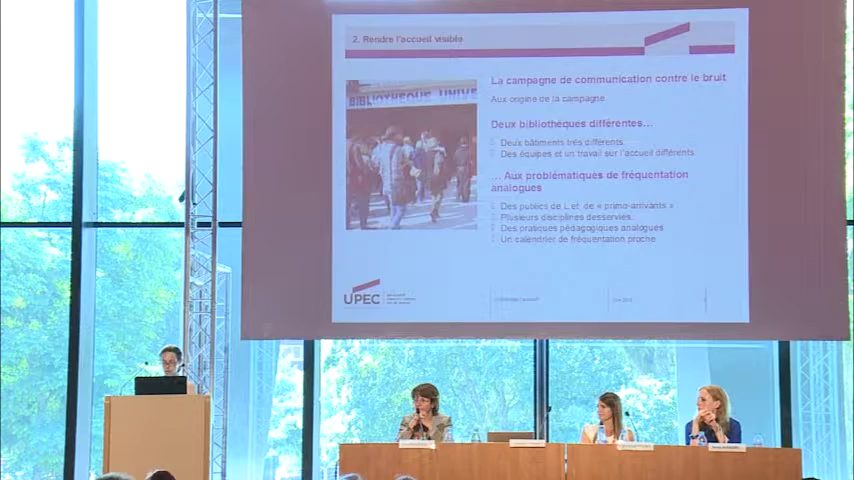 2. Rendre l'accueil visible
La campagne de communication contre le bruit
BIBLIOTHEQUE UNIVE
Aux origine de la campagne
Deux bibliothèques différentes...
Deux bâtiments très différents.
Des équipes et un travail sur l'accueil différents.
... Aux problématiques de fréquentation
analogues
Des publics de L et de « primo-arrivants »
Plusieurs disciplines desservies.
Des pratiques pédagogiques analogues
Un calendrier de fréquentation proche
UPEC